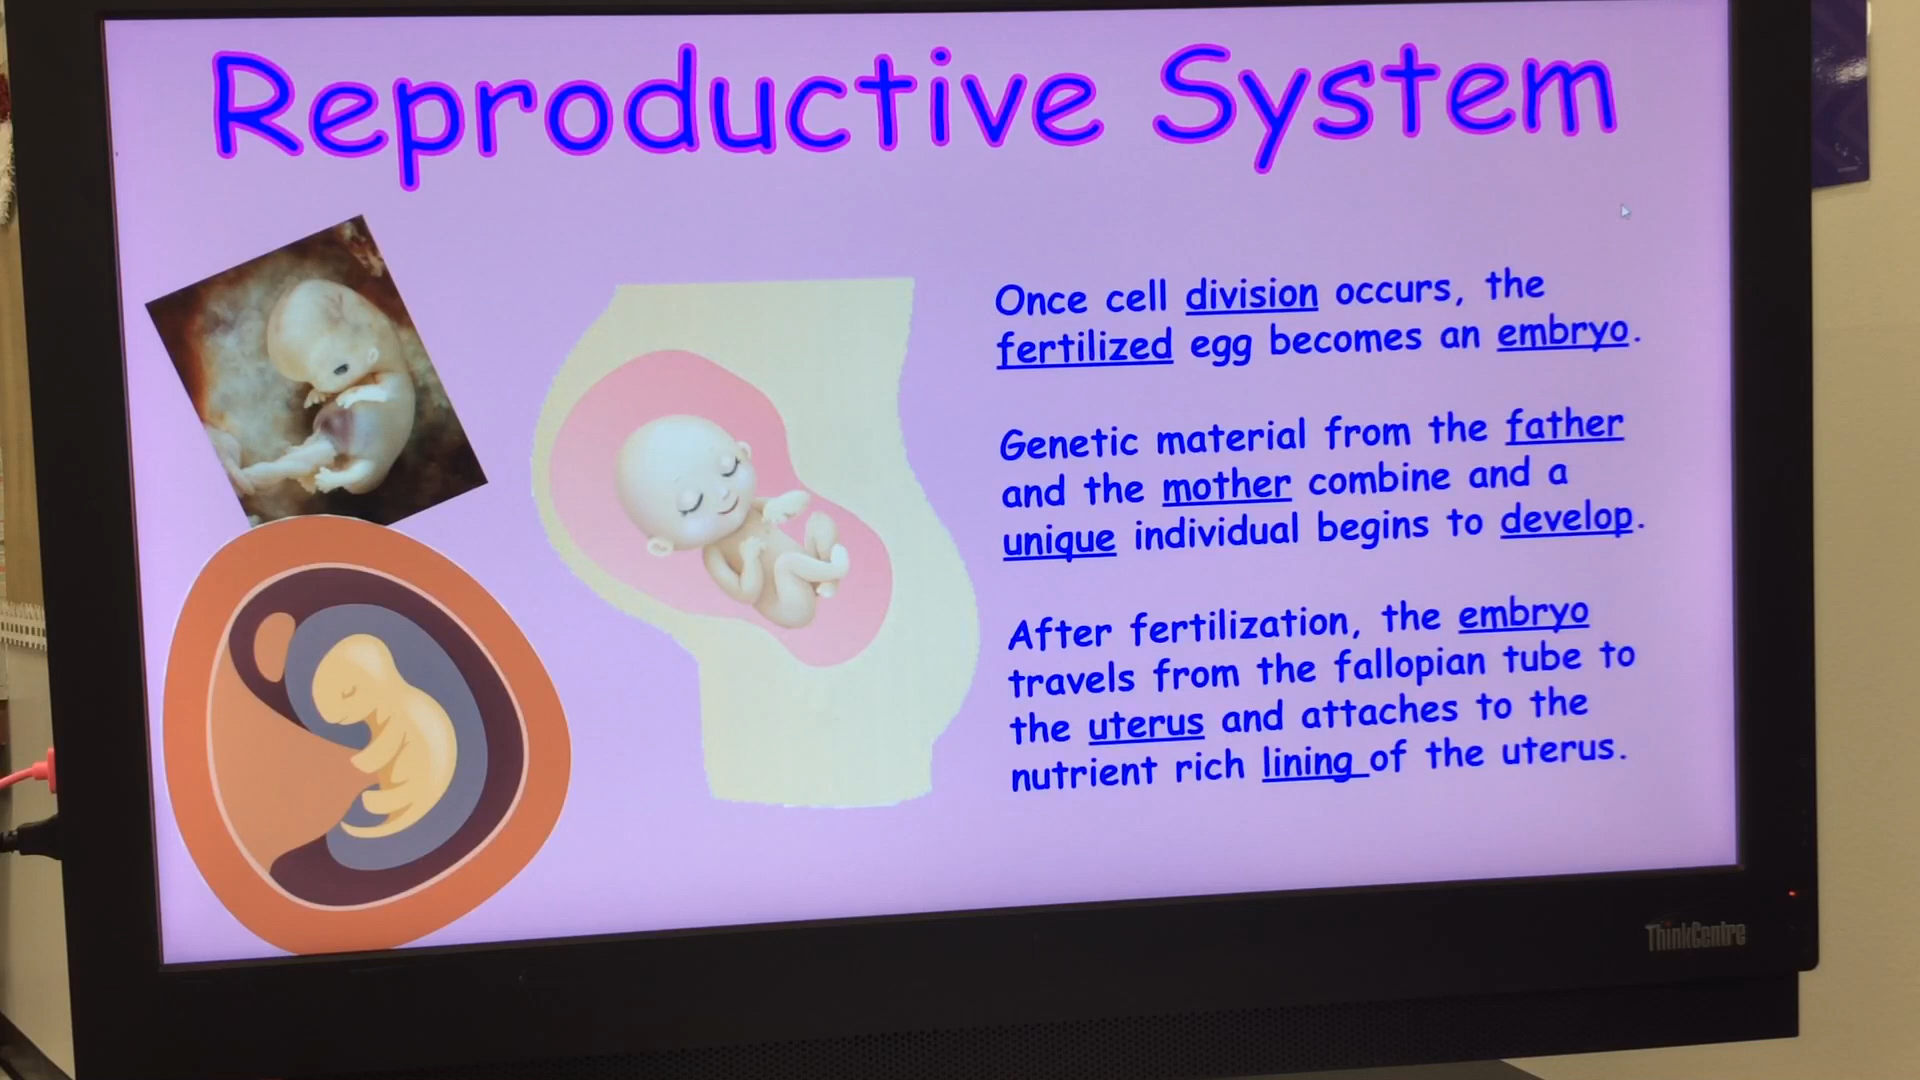 Reproductive System
Once cell division occurs, the
fertilized egg becomes an embryo.
Genetic material from the father
and the mother combine and a
unique individual begins to develop.
After fertilization, the embryo
travels from the fallopian tube to
the uterus and attaches to the
nutrient rich lining of the uterus.
ThinkCentre